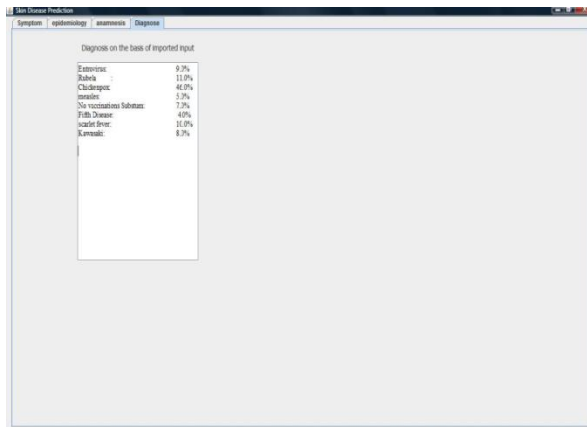 Skin Disease Prediction
Symptom epidemiology anamnesis Diagnose
Diagnosis on the basis of imported input
Entrovirus: 9.3%
Rubela : 11.0%
Chickenpox: 46.0%
measles: 5.3%
No vaccinations Substum: 7.3%
Fifth Disease: 40%
scarlet fever: 10.0%
Kawasaki: 8.3%